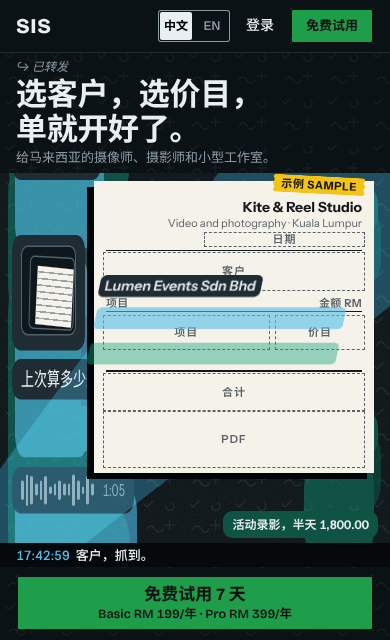 SIS
中文 EN 登录 免费试用
已转发
选客户，选价目，
单就开好了。
给马来西亚的摄像师、摄影师和小型工作室。
示例 SAMPLE
Kite & Reel Studio
Video and photography · Kuala Lumpur
日期
客户
Lumen Events Sdn Bhd
项目 金额 RM
项目 价目
上次算多少
合计
PDF
1:05
活动录影，半天 1,800.00
17:42:59 客户，抓到。
免费试用 7 天
Basic RM 199/年 · Pro RM 399/年